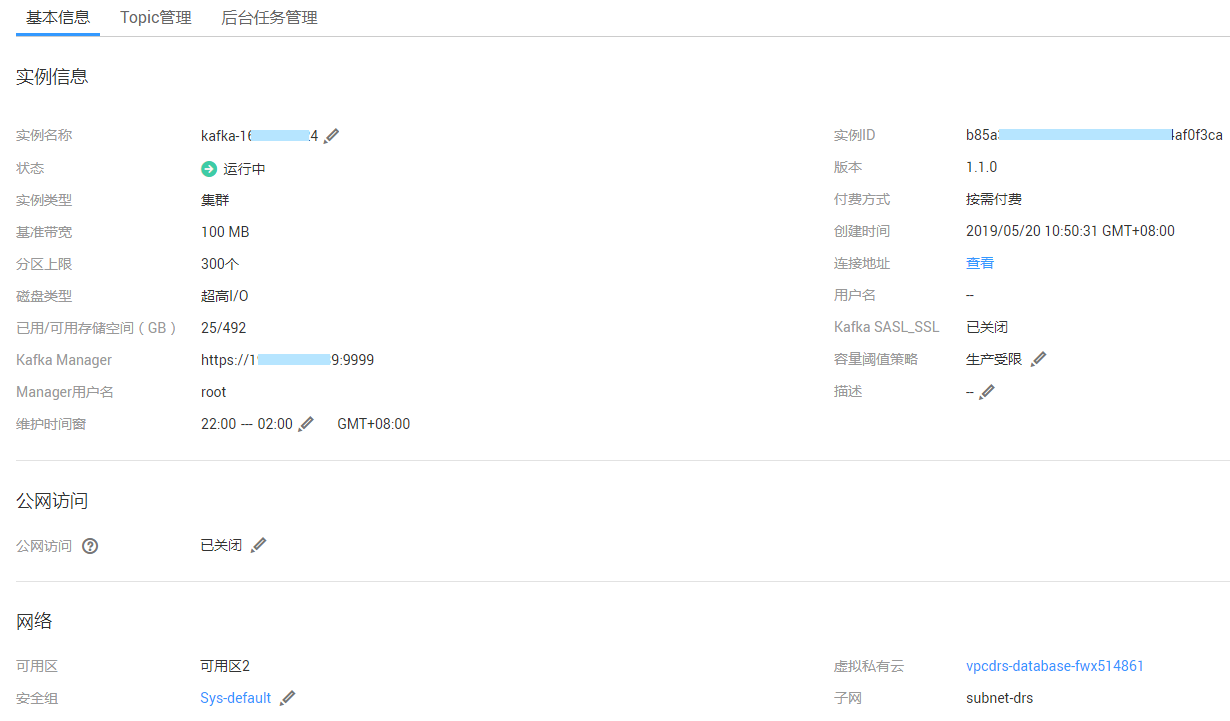 基本信息 Topic管理 后台任务管理
实例信息
实例名称 kafka-16 .4 实例ID b85a 4af0f3ca
状态 运行中 版本 1.1.0
实例类型 集群 付费方式 按需付费
基准带宽 100 MB 创建时间 2019/05/20 10:50:31 GMT+08:00
分区上限 300个 连接地址 查看
磁盘类型 超高I/O 用户名 --
已用/可用存储空间（GB） 25/492 Kafka SASL_SSL 已关闭
Kafka Manager https://1 9:9999 容量阈值策略 生产受限
Manager用户名 root 描述 --
维护时间窗 22:00 --- 02:00 GMT+08:00
公网访问
公网访问 ? 已关闭
网络
可用区 可用区2 虚拟私有云 vpcdrs-database-fwx514861
安全组 Sys-default 子网 subnet-drs